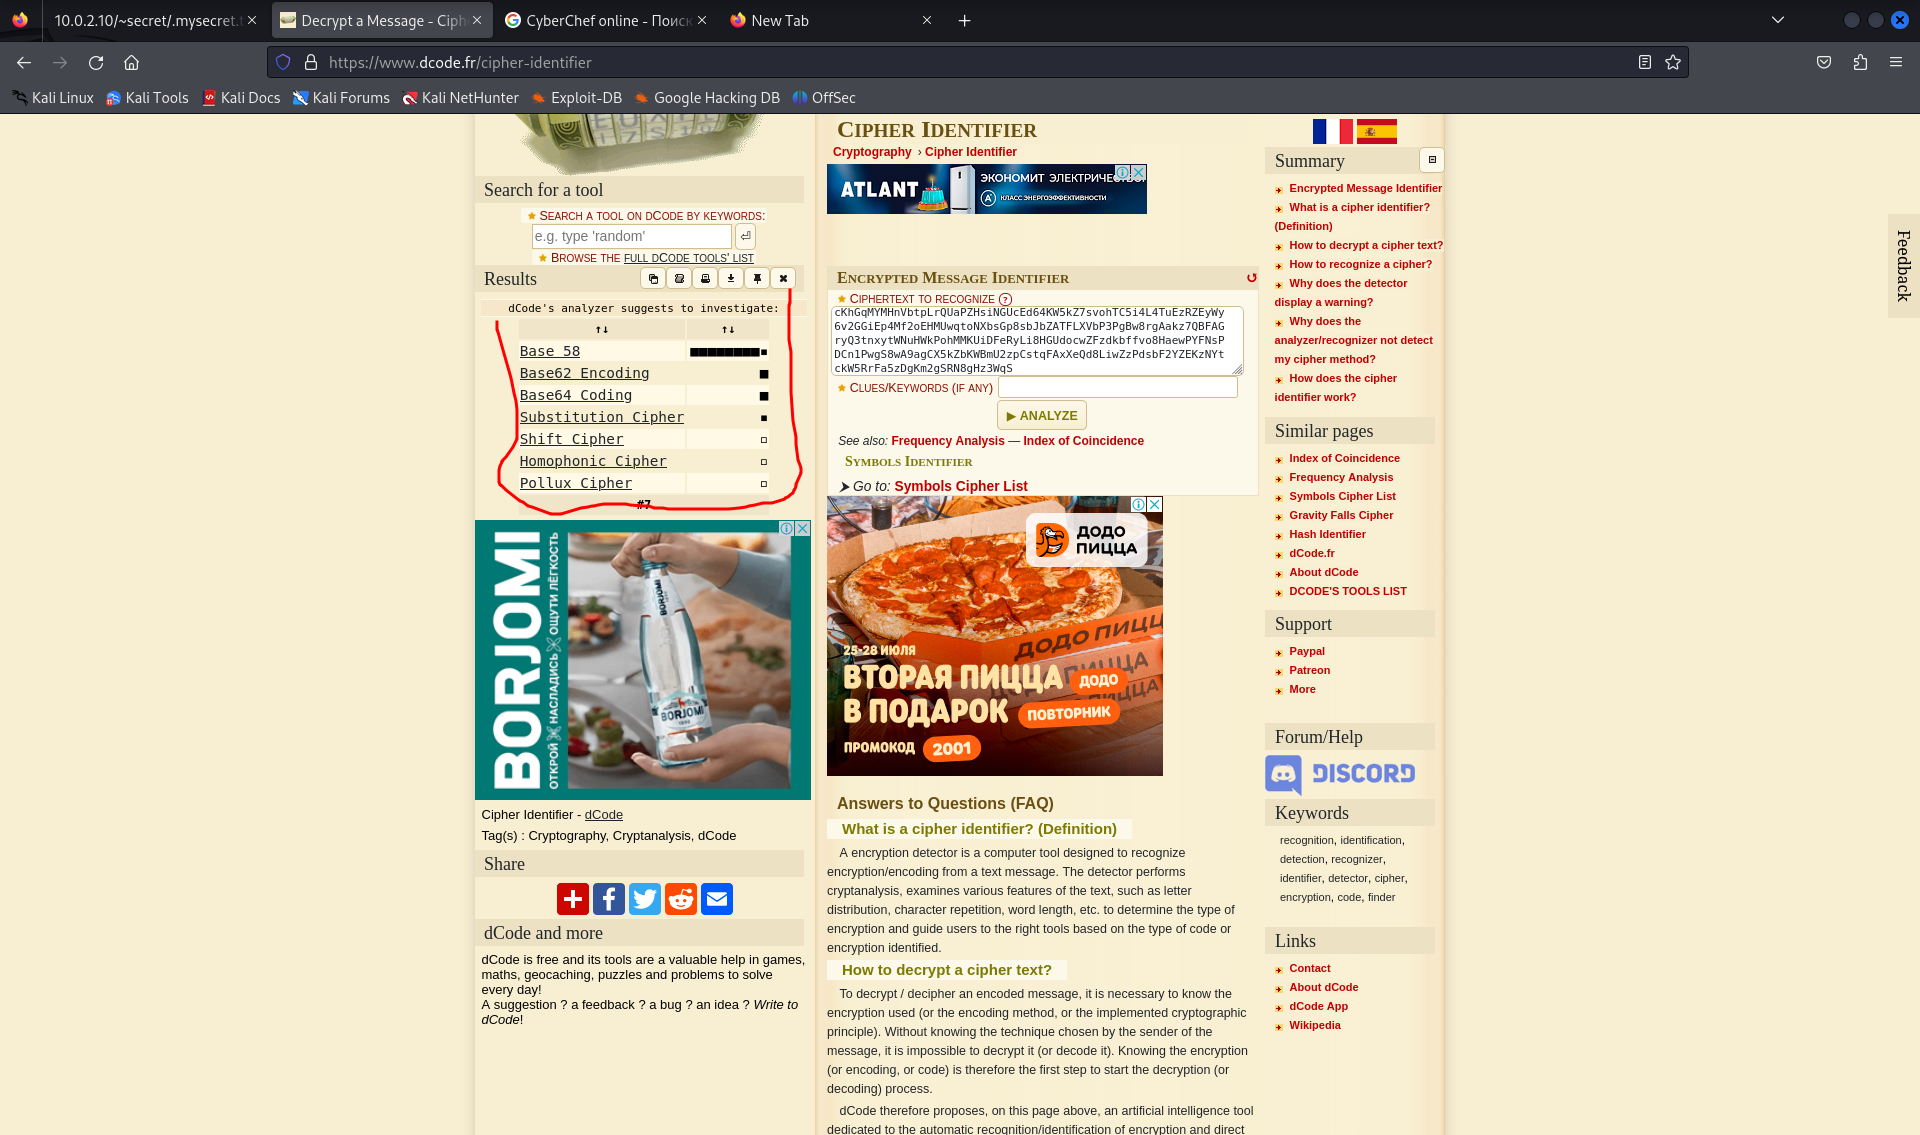 10.0.2.10/~secret/.mysecret.t
Decrypt a Message - Ciph
CyberChef online - Поиск
New Tab
https://www.dcode.fr/cipher-identifier
Kali Linux
Kali Tools
Kali Docs
Kali Forums
Kali NetHunter
Exploit-DB
Google Hacking DB
OffSec
Search for a tool
Search a tool on dCode by keywords:
e.g. type 'random'
Browse the full dCode tools' list
Results
dCode's analyzer suggests to investigate:
↑↓ ↑↓
Base 58 ■■■■■■■■▪
Base62 Encoding ■
Base64 Coding ■
Substitution Cipher ▪
Shift Cipher ▫
Homophonic Cipher ▫
Pollux Cipher ▫
#7
BORJOMI
ОТКРОЙ НАСЛАДИСЬ ОЩУТИ ЛЁГКОСТЬ
BORJOMI
Cipher Identifier - dCode
Tag(s) : Cryptography, Cryptanalysis, dCode
Share
dCode and more
dCode is free and its tools are a valuable help in games,
maths, geocaching, puzzles and problems to solve
every day!
A suggestion ? a feedback ? a bug ? an idea ? Write to
dCode!
Cipher Identifier
Cryptography › Cipher Identifier
ATLANT
ЭКОНОМИТ ЭЛЕКТРИЧЕСТВО!
КЛАСС ЭНЕРГОЭФФЕКТИВНОСТИ
Encrypted Message Identifier
Ciphertext to recognize ?
cKhGqMYMHnVbtpLrQUaPZHsiNGUcEd64KW5kZ7svohTC5i4L4TuEzRZEyWy
6v2GGiEp4Mf2oEHMUwqtoNXbsGp8sbJbZATFLXVbP3PgBw8rgAakz7QBFAG
ryQ3tnxytWNuHWkPohMMKUiDFeRyLi8HGUdocwZFzdkbffvo8HaewPYFNsP
DCn1PwgS8wA9agCX5kZbKWBmU2zpCstqFAxXeQd8LiwZzPdsbF2YZEKzNYt
ckW5RrFa5zDgKm2gSRN8gHz3WqS
Clues/Keywords (if any)
▶ ANALYZE
See also: Frequency Analysis — Index of Coincidence
Symbols Identifier
➤ Go to: Symbols Cipher List
ДОДО
ПИЦЦА
ДОДО ПИЦЦ
25-28 ИЮЛЯ
ВТОРАЯ ПИЦЦА
В ПОДАРОК
ДОДО
ПОВТОРНИК
ПРОМОКОД 2001
Answers to Questions (FAQ)
What is a cipher identifier? (Definition)
A encryption detector is a computer tool designed to recognize
encryption/encoding from a text message. The detector performs
cryptanalysis, examines various features of the text, such as letter
distribution, character repetition, word length, etc. to determine the type of
encryption and guide users to the right tools based on the type of code or
encryption identified.
How to decrypt a cipher text?
To decrypt / decipher an encoded message, it is necessary to know the
encryption used (or the encoding method, or the implemented cryptographic
principle). Without knowing the technique chosen by the sender of the
message, it is impossible to decrypt it (or decode it). Knowing the encryption
(or encoding, or code) is therefore the first step to start the decryption (or
decoding) process.
dCode therefore proposes, on this page above, an artificial intelligence tool
dedicated to the automatic recognition/identification of encryption and direct
Summary
Encrypted Message Identifier
What is a cipher identifier?
(Definition)
How to decrypt a cipher text?
How to recognize a cipher?
Why does the detector
display a warning?
Why does the
analyzer/recognizer not detect
my cipher method?
How does the cipher
identifier work?
Similar pages
Index of Coincidence
Frequency Analysis
Symbols Cipher List
Gravity Falls Cipher
Hash Identifier
dCode.fr
About dCode
DCODE'S TOOLS LIST
Support
Paypal
Patreon
More
Forum/Help
DISCORD
Keywords
recognition, identification,
detection, recognizer,
identifier, detector, cipher,
encryption, code, finder
Links
Contact
About dCode
dCode App
Wikipedia
Feedback